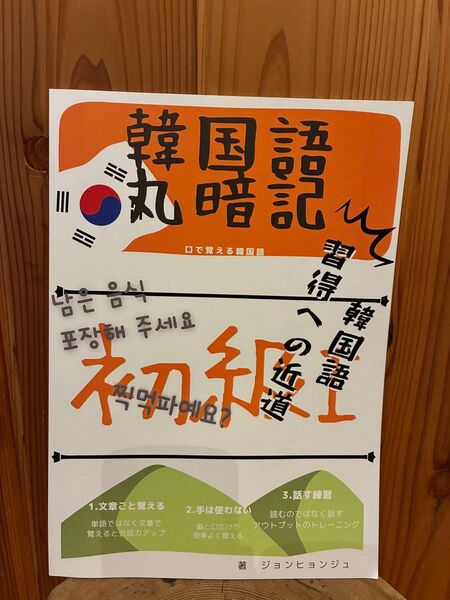 韓国語
丸暗記
口で覚える韓国語
韓国語
習得への近道
남은 음식
포장해 주세요
初級I
찍먹파예요?
1.文章ごと覚える
単語ではなく文章で
覚えると会話力アップ
2.手は使わない
脳と口だけで
効率よく覚える
3.話す練習
読むのではなく話す
アウトプットのトレーニング
著 ジョンヒョンジュ